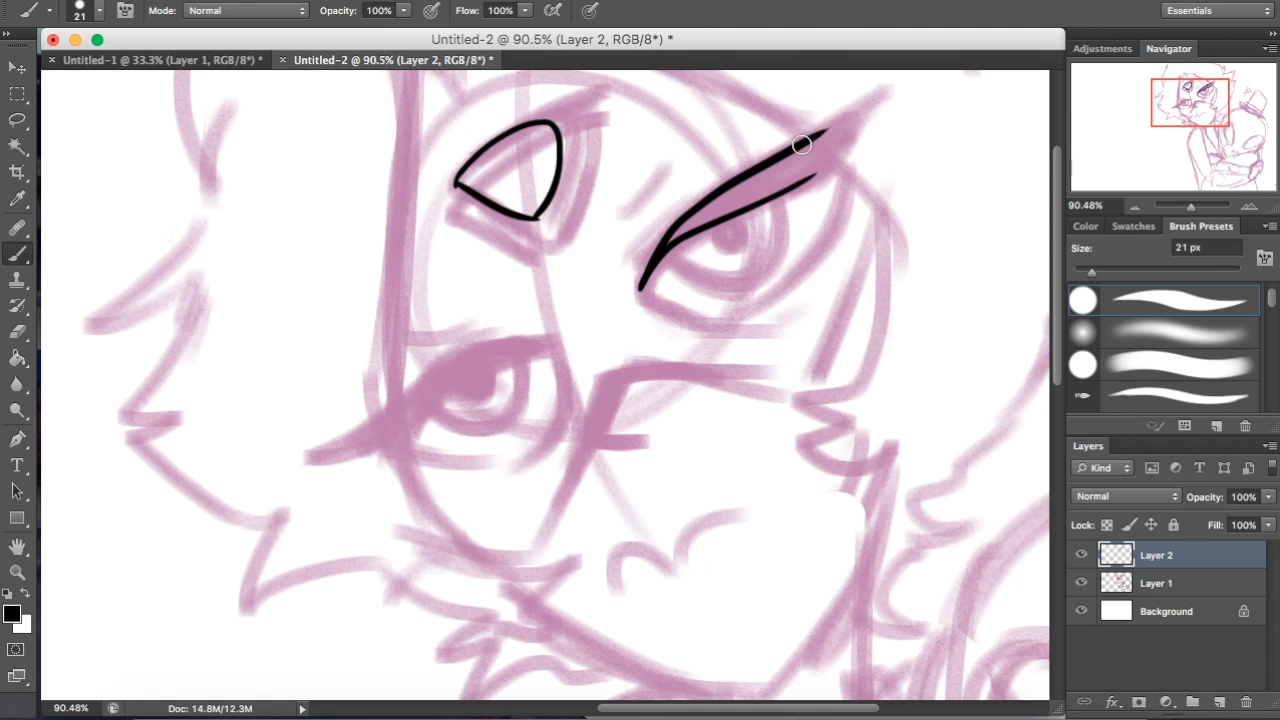 21
Mode: Normal
Opacity: 100%
Flow: 100%
Essentials
Untitled-2 @ 90.5% (Layer 2, RGB/8*) *
Untitled-1 @ 33.3% (Layer 1, RGB/8*) *
Untitled-2 @ 90.5% (Layer 2, RGB/8*) *
Adjustments
Navigator
90.48%
Color
Swatches
Brush Presets
Size:
21 px
Layers
Kind
Normal
Opacity: 100%
Lock:
Fill: 100%
Layer 2
Layer 1
Background
90.48%
Doc: 14.8M/12.3M